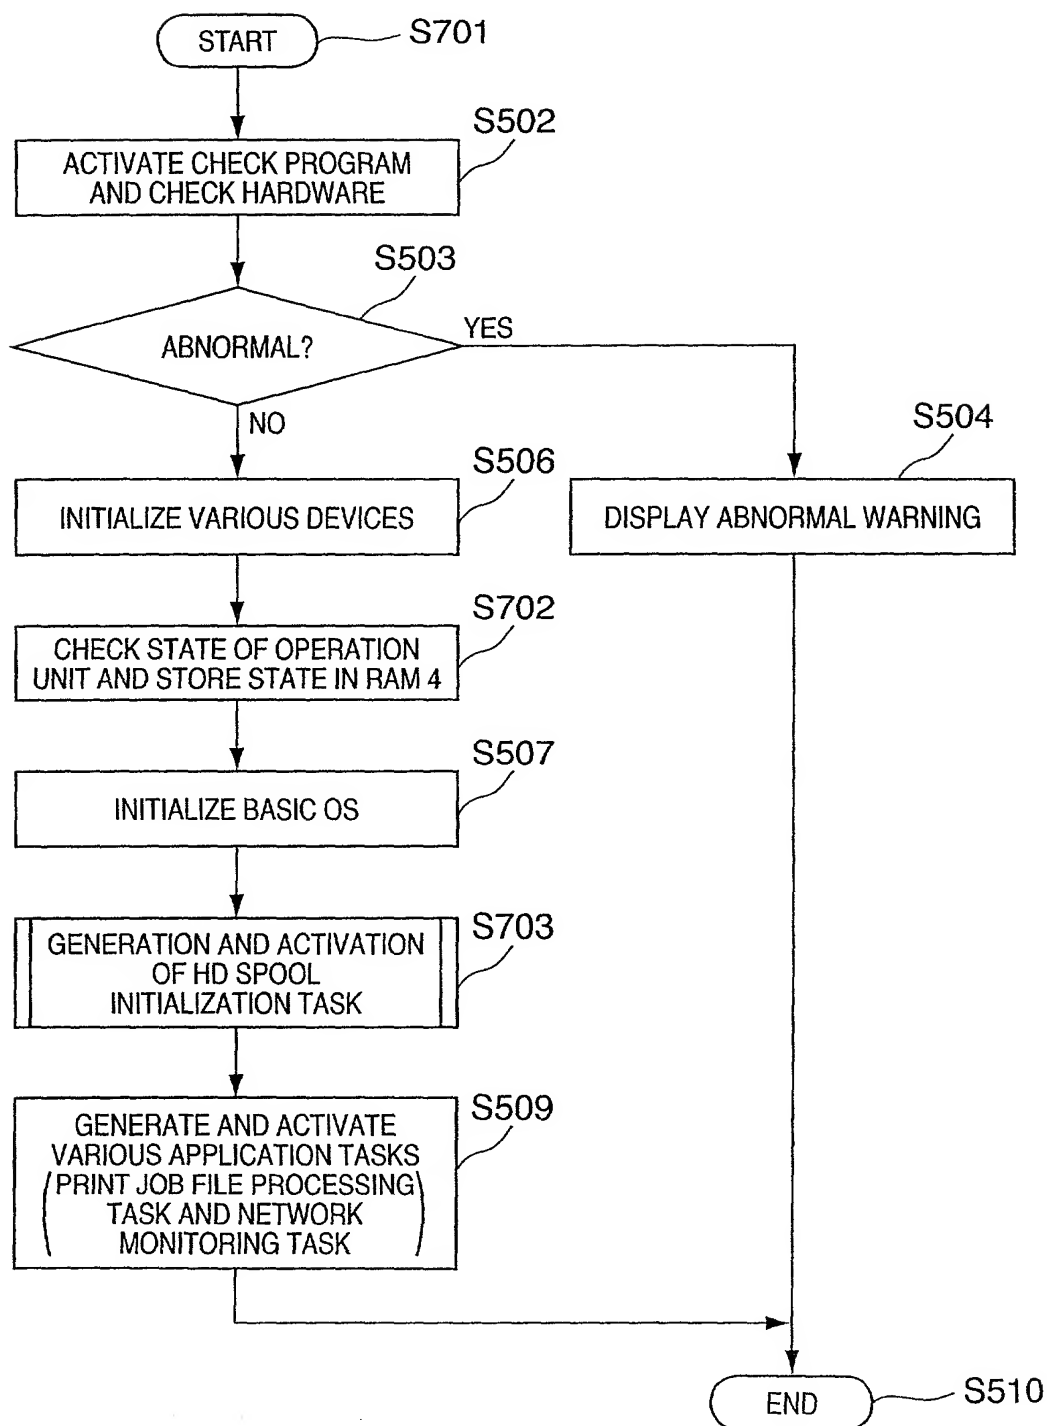 START
S701
S502
ACTIVATE CHECK PROGRAM
AND CHECK HARDWARE
S503
ABNORMAL?
YES
NO
S504
S506
INITIALIZE VARIOUS DEVICES
DISPLAY ABNORMAL WARNING
S702
CHECK STATE OF OPERATION
UNIT AND STORE STATE IN RAM 4
S507
INITIALIZE BASIC OS
S703
GENERATION AND ACTIVATION
OF HD SPOOL
INITIALIZATION TASK
S509
GENERATE AND ACTIVATE
VARIOUS APPLICATION TASKS
(PRINT JOB FILE PROCESSING
TASK AND NETWORK
MONITORING TASK)
S510
END